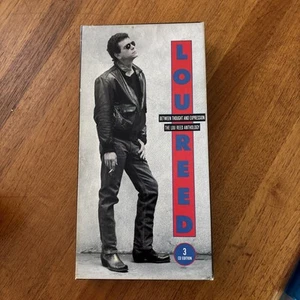 LOU
REED
BETWEEN THOUGHT AND EXPRESSION
THE LOU REED ANTHOLOGY
3
CD EDITION